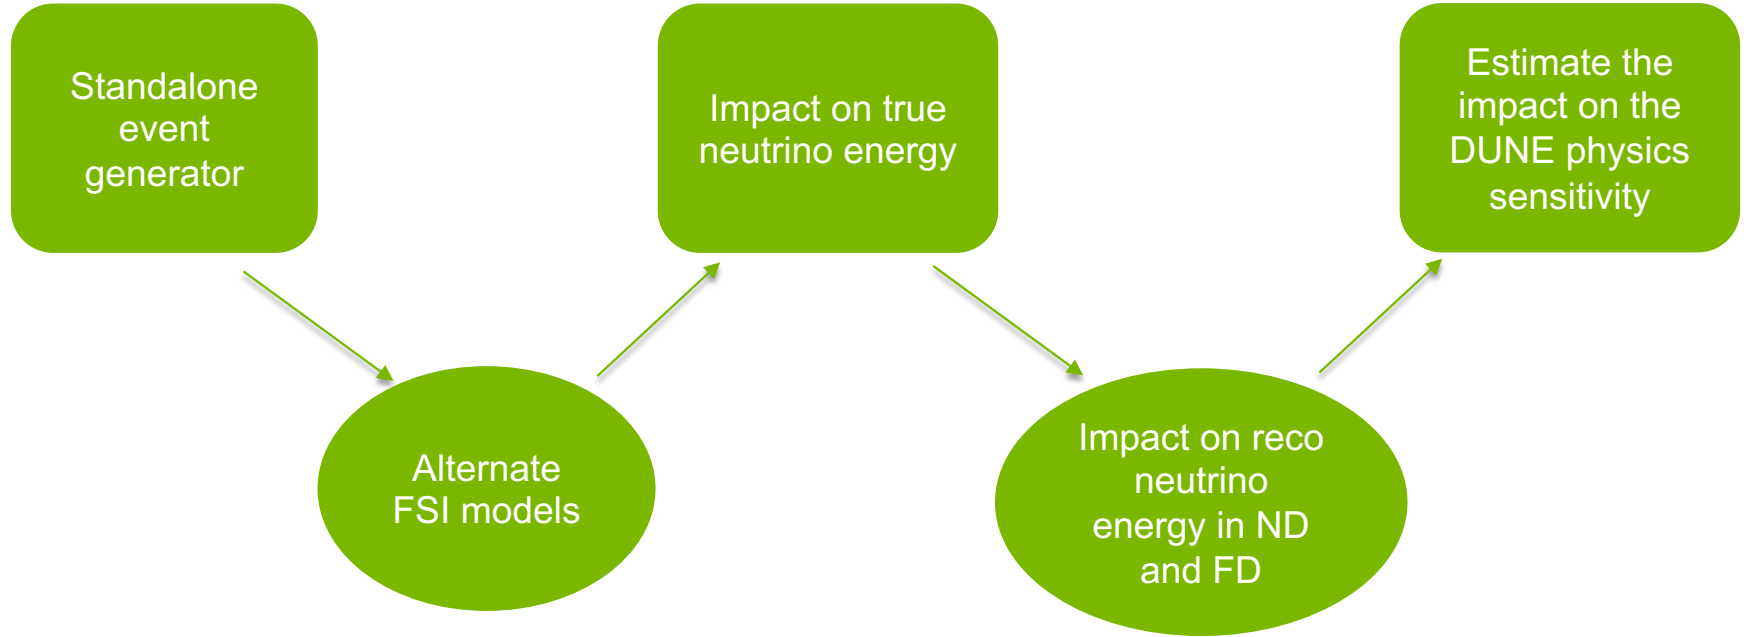 Standalone
event
generator
Alternate
FSI models
Impact on true
neutrino energy
Impact on reco
neutrino
energy in ND
and FD
Estimate the
impact on the
DUNE physics
sensitivity